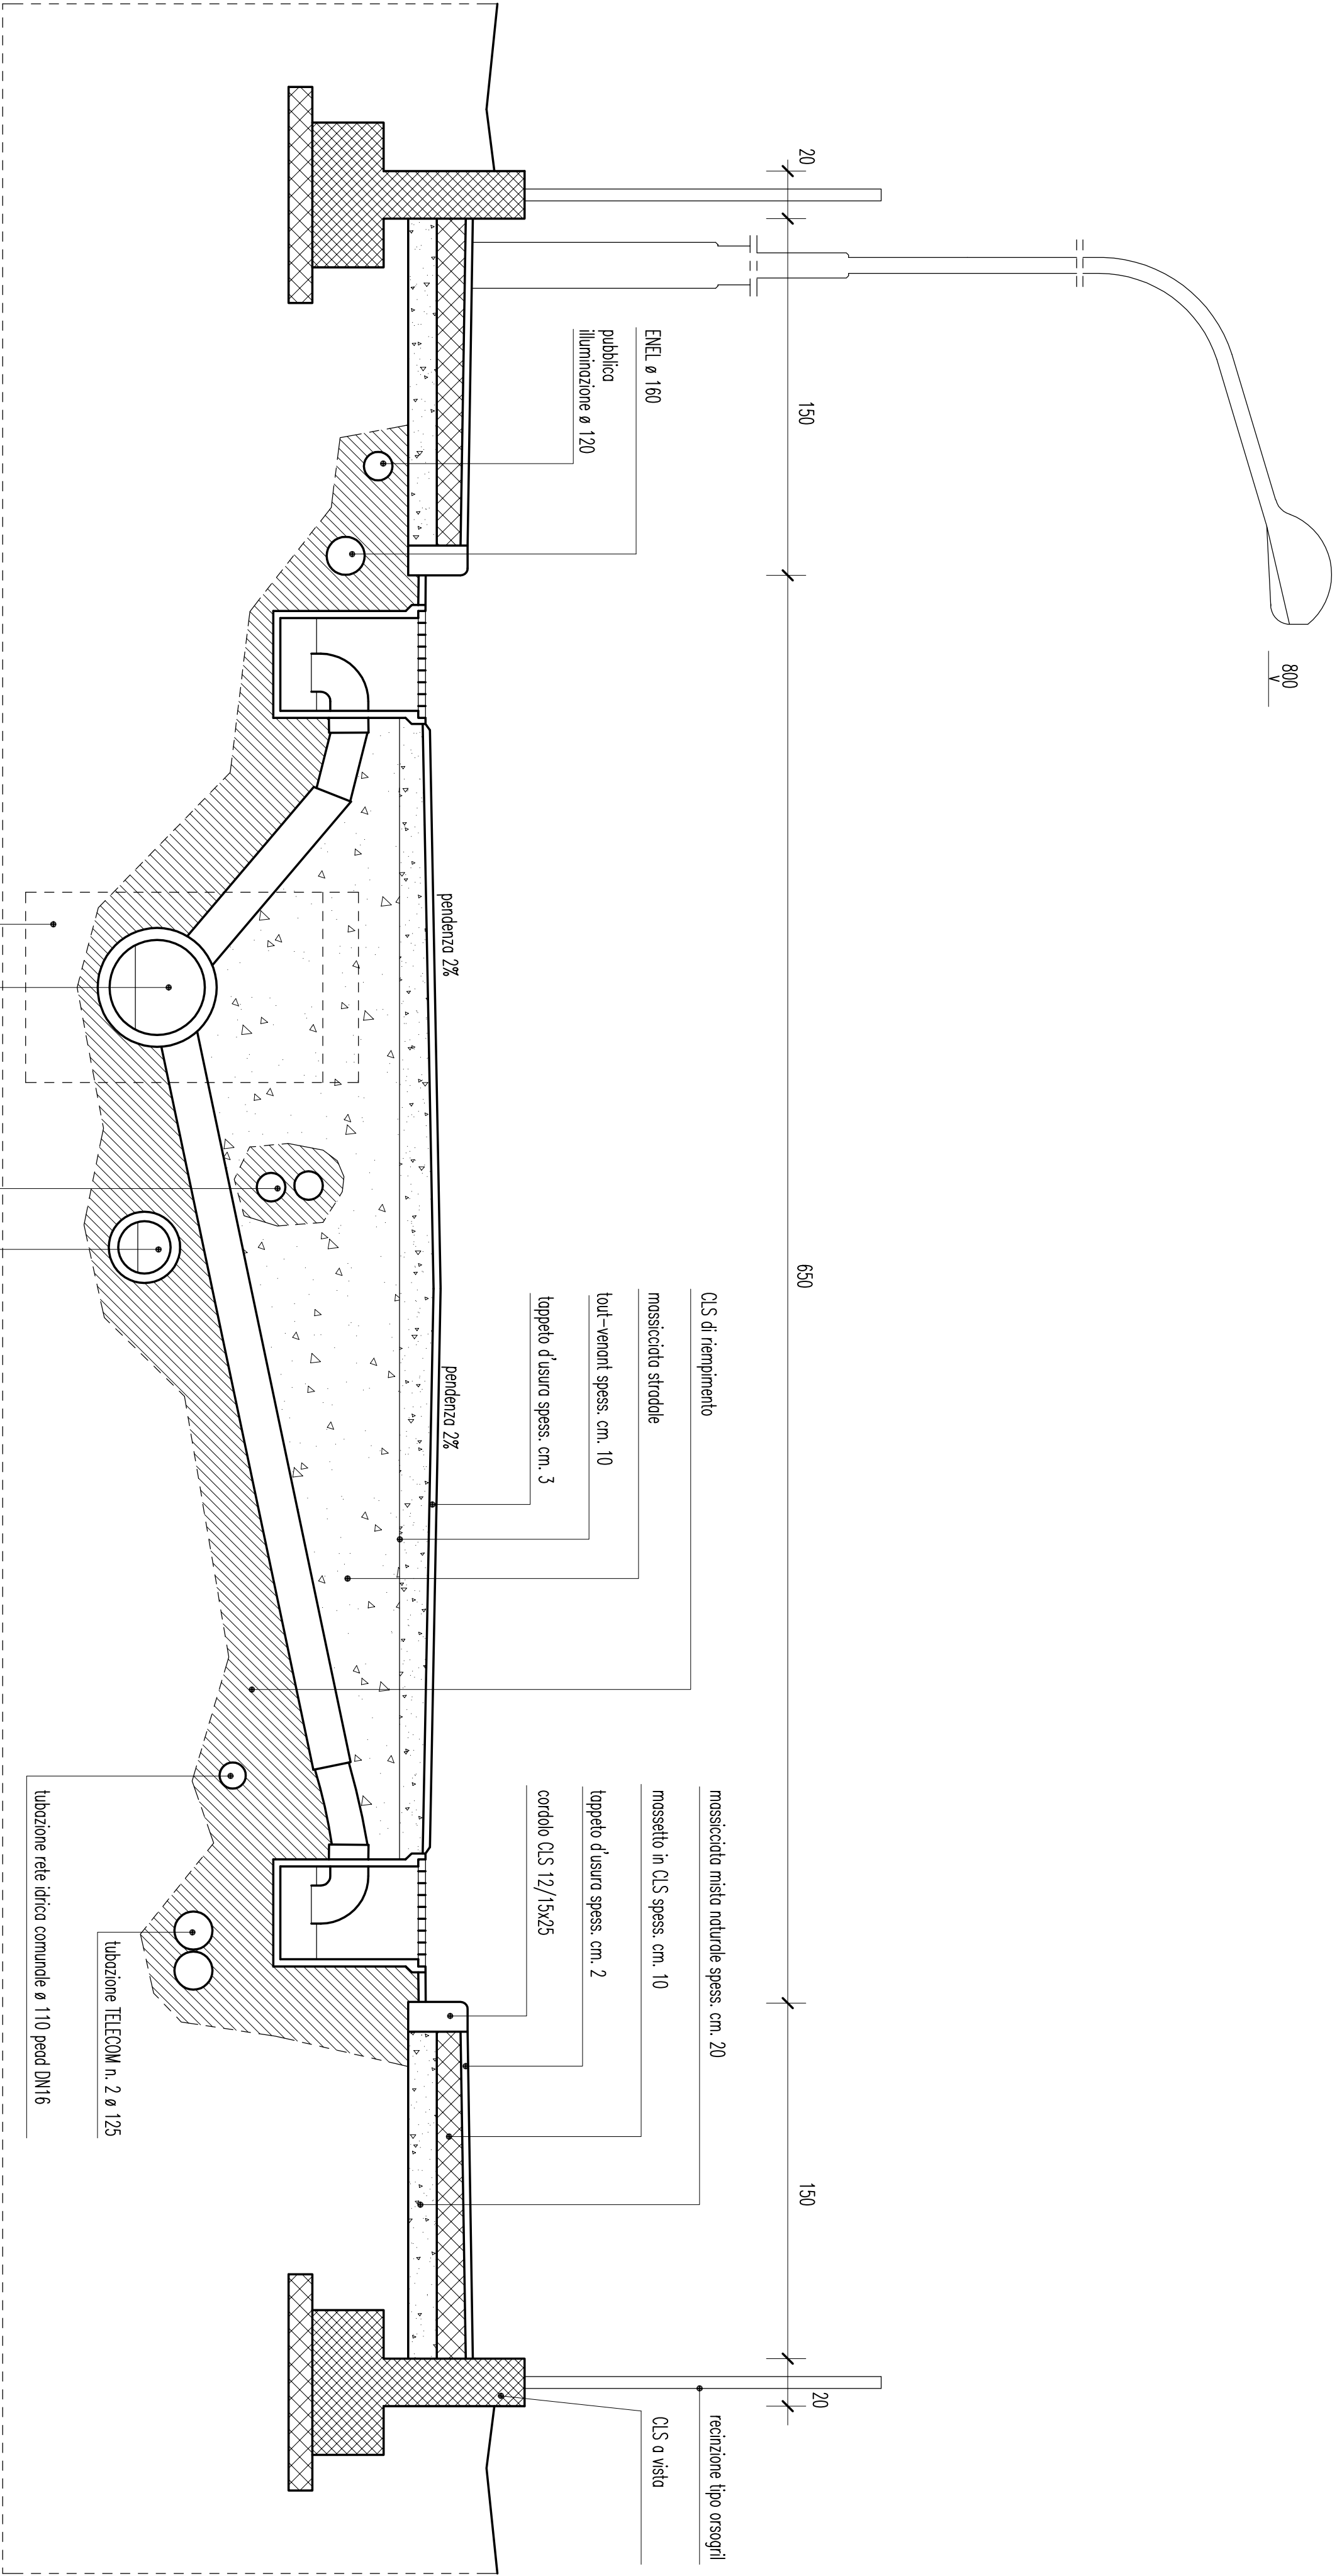 800
20
150
650
150
20
ENEL ø 160
pubblica
illuminazione ø 120
pendenza 2%
pendenza 2%
CLS di riempimento
massicciata stradale
tout-venant spess. cm. 10
tappeto d'usura spess. cm. 3
massicciata mista naturale spess. cm. 20
massetto in CLS spess. cm. 10
tappeto d'usura spess. cm. 2
cordolo CLS 12/15x25
recinzione tipo orsogril
CLS a vista
tubazione TELECOM n. 2 ø 125
tubazione rete idrica comunale ø 110 pead DN16